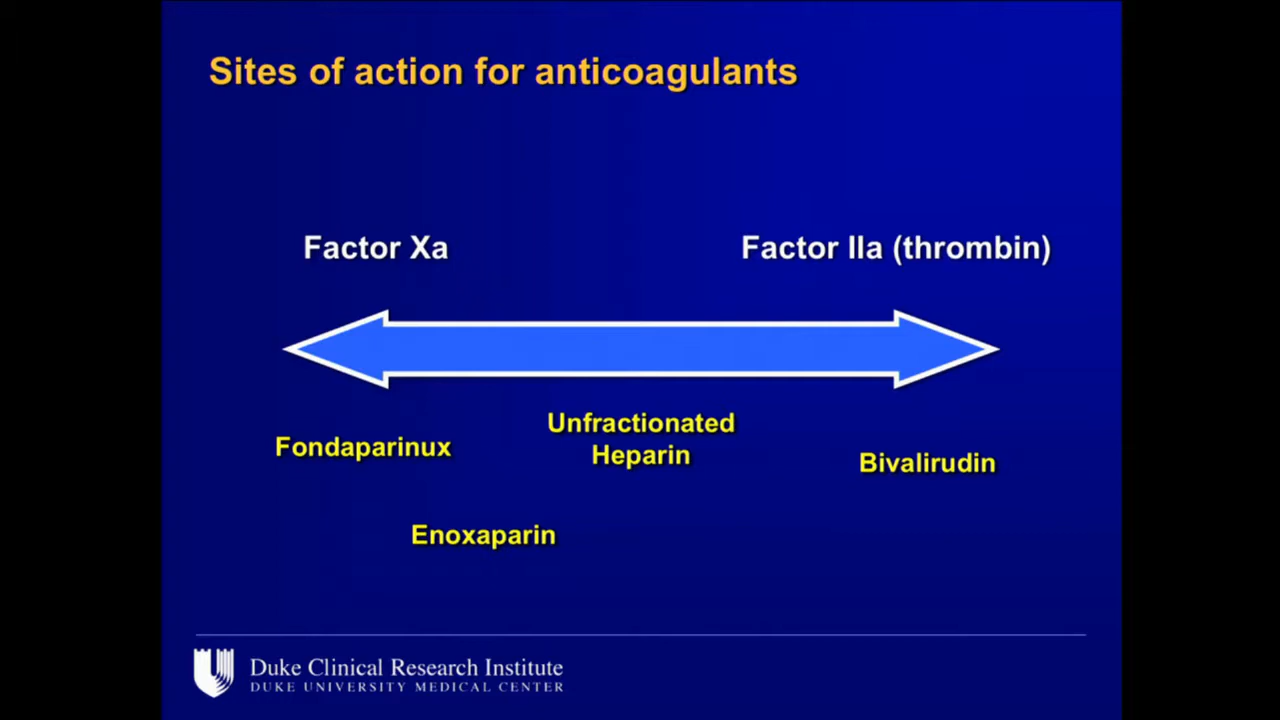 Sites of action for anticoagulants
Factor Xa
Factor IIa (thrombin)
Fondaparinux
Unfractionated
Heparin
Bivalirudin
Enoxaparin
Duke Clinical Research Institute
DUKE UNIVERSITY MEDICAL CENTER